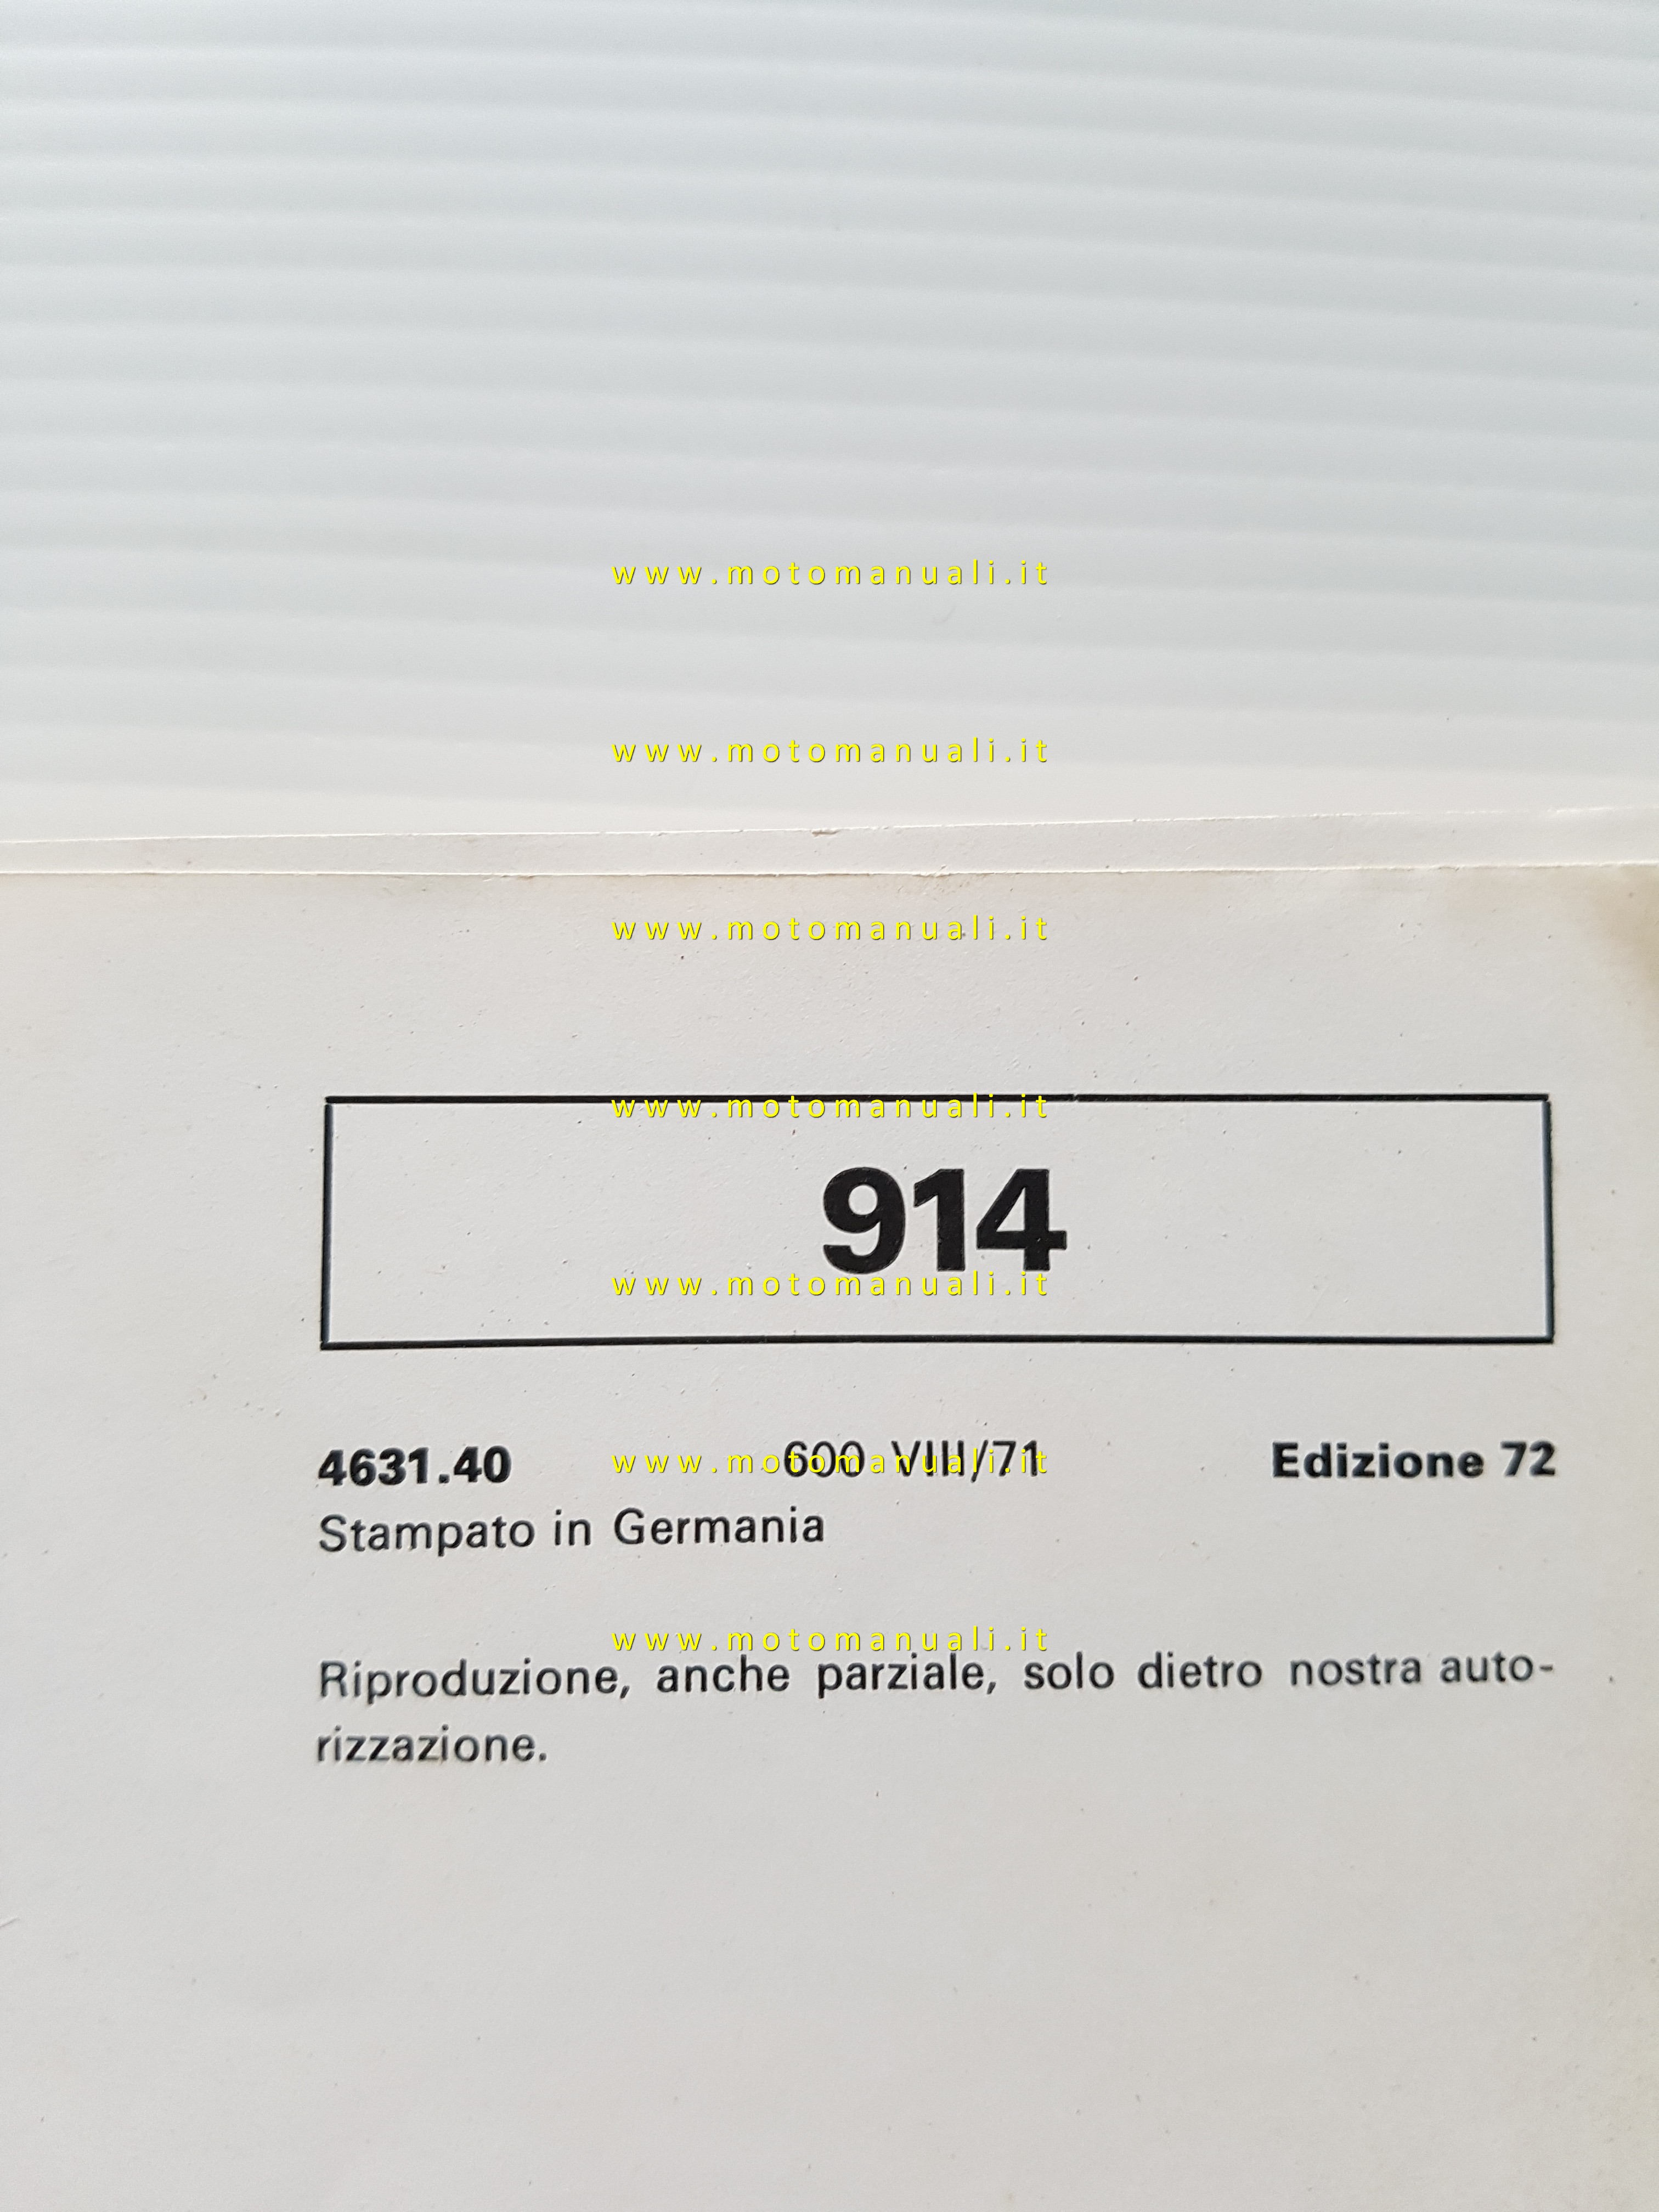 www.motomanuali.it
www.motomanuali.it
www.motomanuali.it
www.motomanuali.it
914
www.motomanuali.it
4631.40 600 VIII/71 Edizione 72
www.motomanuali.it
Stampato in Germania
www.motomanuali.it
Riproduzione, anche parziale, solo dietro nostra auto-
rizzazione.